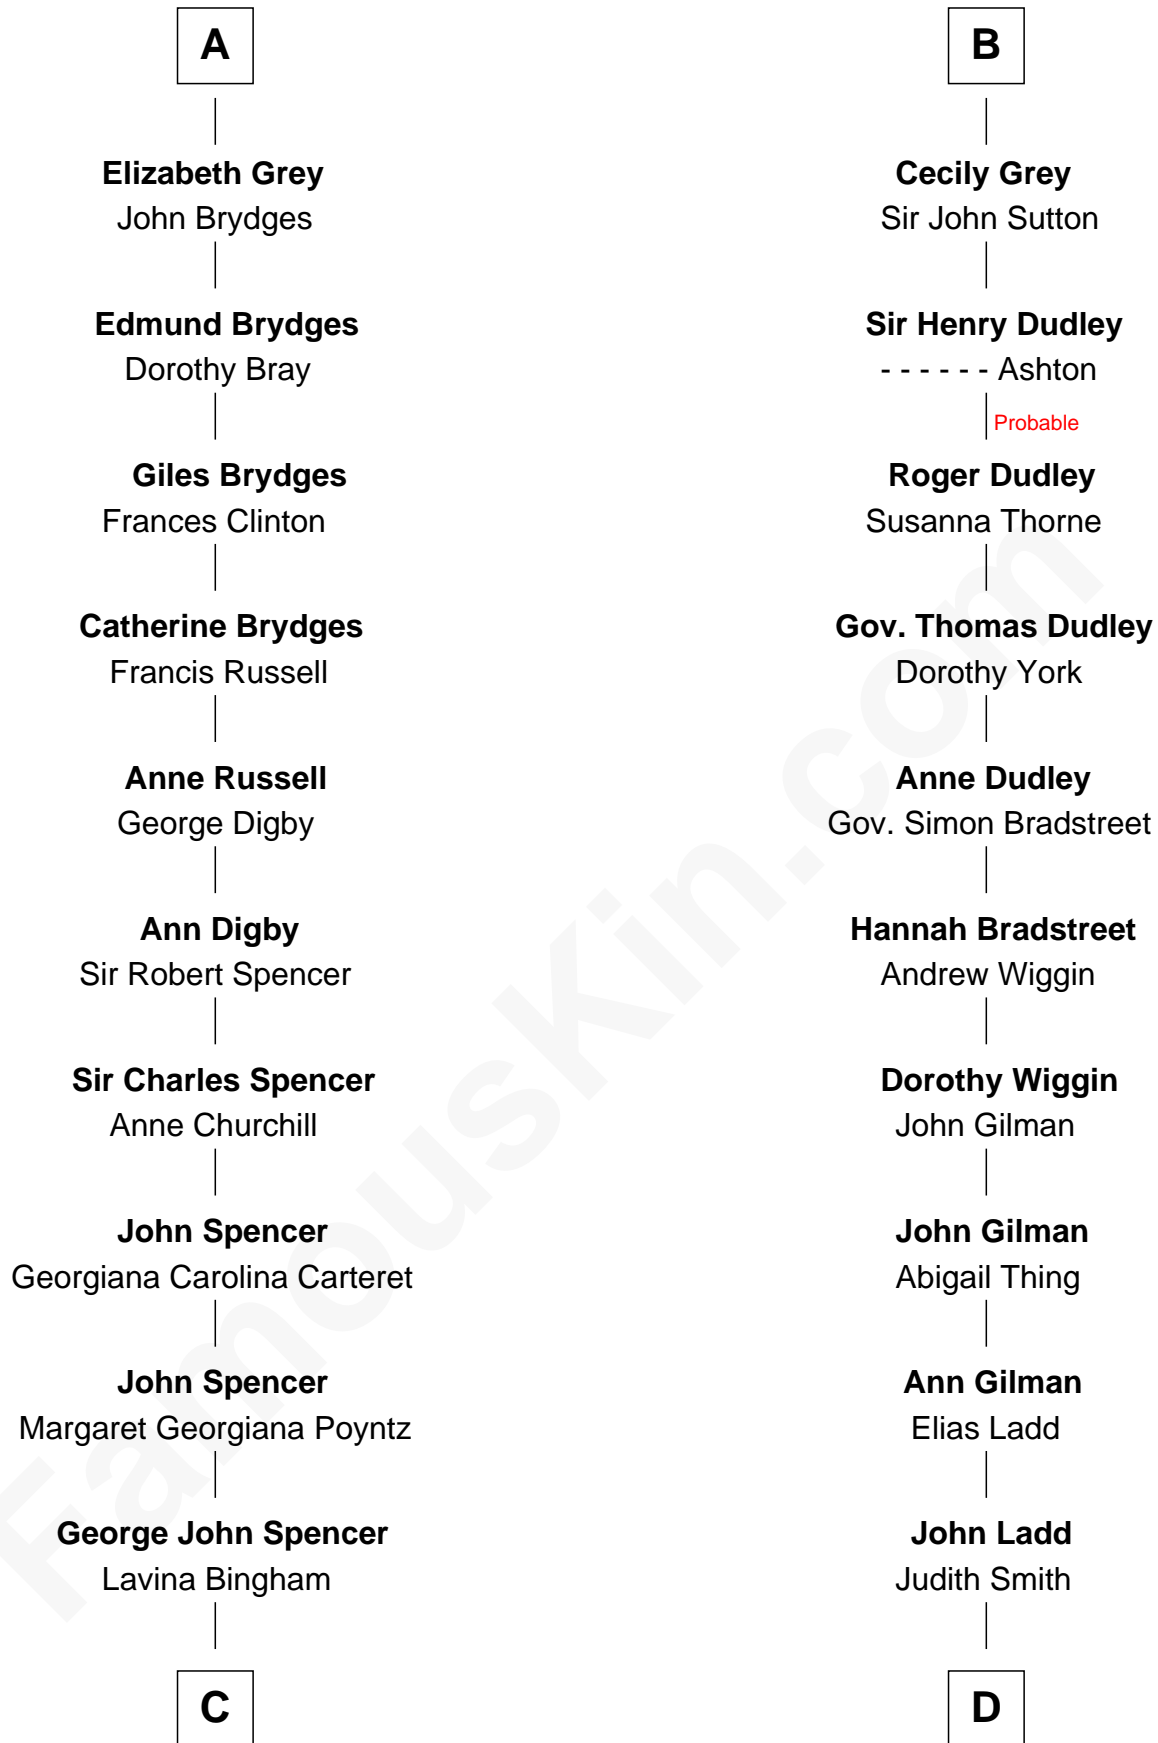 A
Elizabeth Grey
John Brydges
Edmund Brydges
Dorothy Bray
Giles Brydges
Frances Clinton
Catherine Brydges
Francis Russell
Anne Russell
George Digby
Ann Digby
Sir Robert Spencer
Sir Charles Spencer
Anne Churchill
John Spencer
Georgiana Carolina Carteret
John Spencer
Margaret Georgiana Poyntz
George John Spencer
Lavina Bingham
C
B
Cecily Grey
Sir John Sutton
Sir Henry Dudley
- - - - - - Ashton
Probable
Roger Dudley
Susanna Thorne
Gov. Thomas Dudley
Dorothy York
Anne Dudley
Gov. Simon Bradstreet
Hannah Bradstreet
Andrew Wiggin
Dorothy Wiggin
John Gilman
John Gilman
Abigail Thing
Ann Gilman
Elias Ladd
John Ladd
Judith Smith
D
FamousKin.com